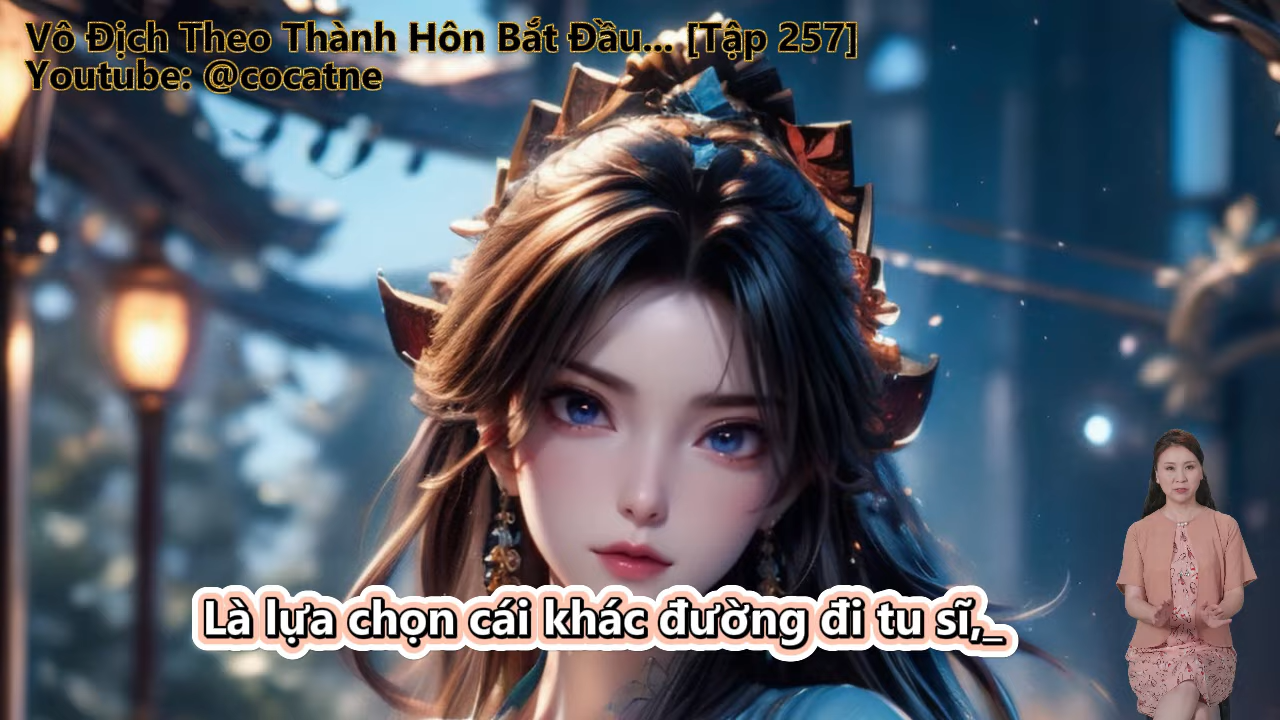 Vô Địch Theo Thành Hôn Bắt Đầu... [Tập 257]
Youtube: @cocatne
Là lựa chọn cái khác đường đi tu sĩ,_